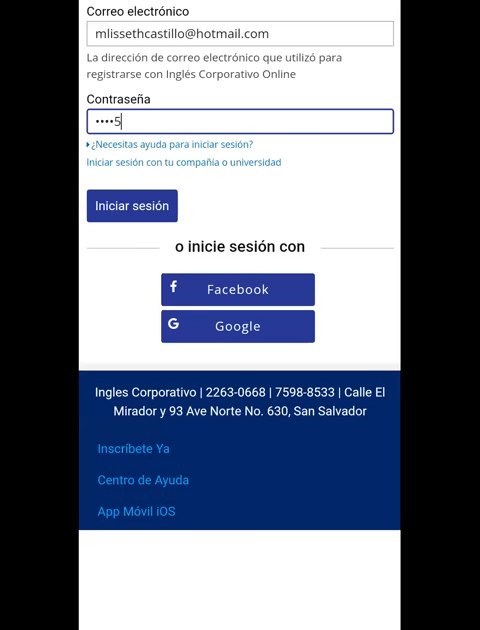 Correo electrónico
mlissethcastillo@hotmail.com
La dirección de correo electrónico que utilizó para
registrarse con Inglés Corporativo Online
Contraseña
••••5
¿Necesitas ayuda para iniciar sesión?
Iniciar sesión con tu compañía o universidad
Iniciar sesión
o inicie sesión con
Facebook
Google
Ingles Corporativo | 2263-0668 | 7598-8533 | Calle El
Mirador y 93 Ave Norte No. 630, San Salvador
Inscríbete Ya
Centro de Ayuda
App Móvil iOS